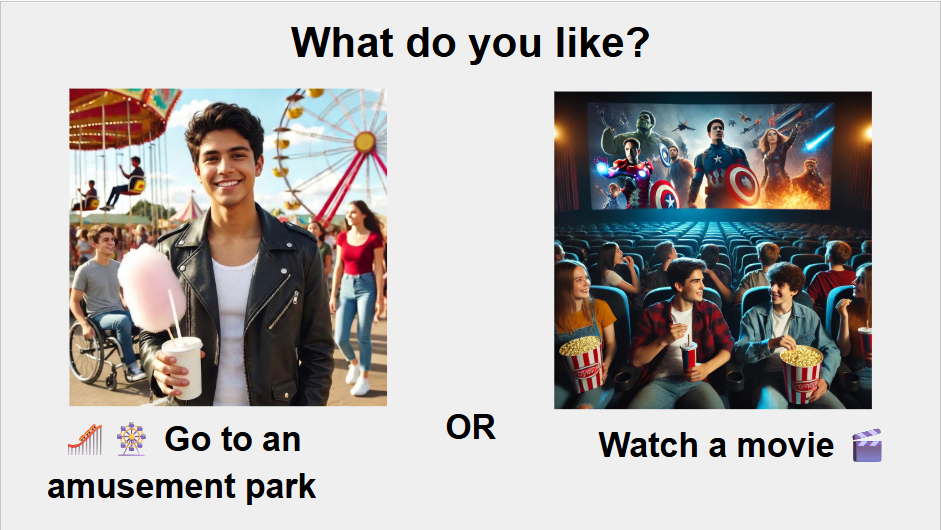 What do you like?
🎢 🎡 Go to an
amusement park
OR
Watch a movie 🎬